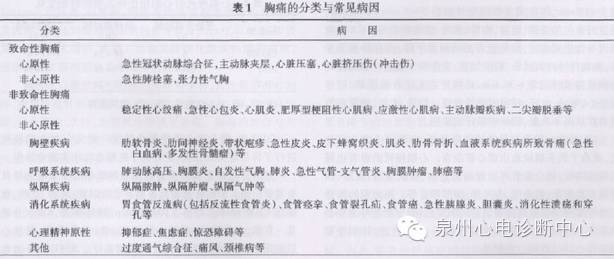 表1 胸痛的分类与常见病因
分类 病 因
致命性胸痛
心原性 急性冠状动脉综合征,主动脉夹层,心脏压塞,心脏挤压伤(冲击伤)
非心原性 急性肺栓塞,张力性气胸
非致命性胸痛
心原性 稳定性心绞痛、急性心包炎、心肌炎、肥厚型梗阻性心肌病、应激性心肌病、主动脉瓣疾病、二尖瓣脱垂等
非心原性
胸壁疾病 肋软骨炎、肋间神经炎、带状疱疹、急性皮炎、皮下蜂窝织炎、肌炎、肋骨骨折、血液系统疾病所致骨痛(急性
白血病、多发性骨髓瘤)等
呼吸系统疾病 肺动脉高压、胸膜炎、自发性气胸、肺炎、急性气管-支气管炎、胸膜肿瘤、肺癌等
纵隔疾病 纵隔脓肿、纵隔肿瘤、纵隔气肿等
消化系统疾病 胃食管反流病(包括反流性食管炎)、食管痉挛、食管裂孔疝、食管癌、急性胰腺炎、胆囊炎、消化性溃疡和穿
孔等
心理精神原性 抑郁症、焦虑症、惊恐障碍等
其他 过度通气综合征、痛风、颈椎病等
泉州心电诊断中心